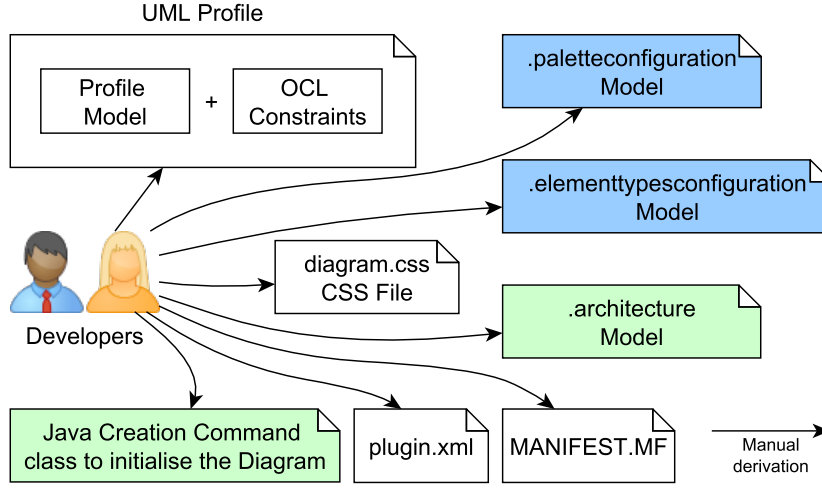 UML Profile
Profile
Model
+
OCL
Constraints
.paletteconfiguration
Model
.elementtypesconfiguration
Model
diagram.css
CSS File
Developers
.architecture
Model
Java Creation Command
class to initialise the Diagram
plugin.xml
MANIFEST.MF
Manual
derivation